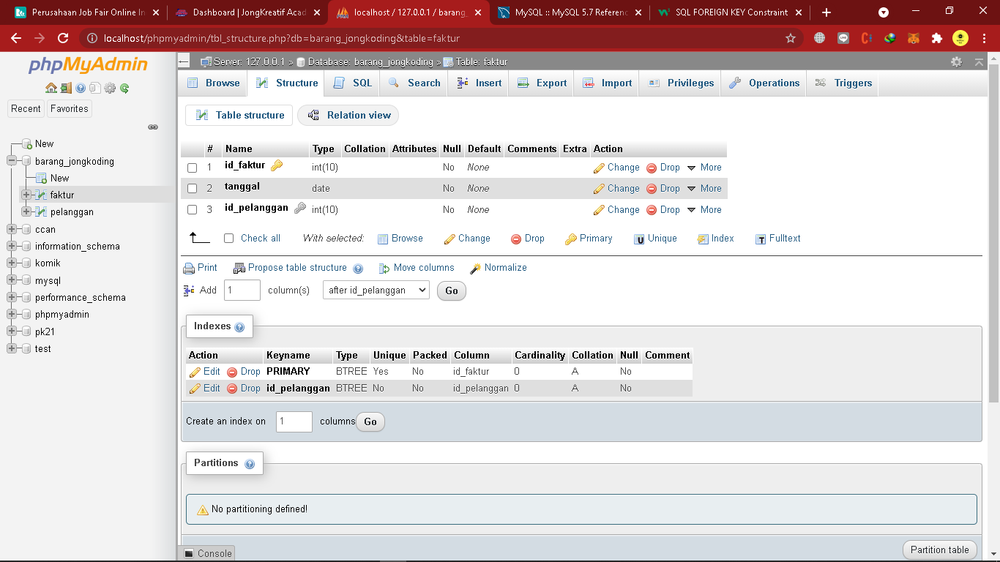 Perusahaan Job Fair Online In
Dashboard | JongKreatif Acad
localhost / 127.0.0.1 / barang_
MySQL :: MySQL 5.7 Referenc
SQL FOREIGN KEY Constraint
localhost/phpmyadmin/tbl_structure.php?db=barang_jongkoding&table=faktur
phpMyAdmin
Recent Favorites
New
barang_jongkoding
New
faktur
pelanggan
ccan
information_schema
komik
mysql
performance_schema
phpmyadmin
pk21
test
Server: 127.0.0.1 » Database: barang_jongkoding » Table: faktur
Browse Structure SQL Search Insert Export Import Privileges Operations Triggers
Table structure Relation view
# Name Type Collation Attributes Null Default Comments Extra Action
1 id_faktur int(10) No None Change Drop More
2 tanggal date No None Change Drop More
3 id_pelanggan int(10) No None Change Drop More
Check all With selected: Browse Change Drop Primary Unique Index Fulltext
Print Propose table structure Move columns Normalize
Add 1 column(s) after id_pelanggan Go
Indexes
Action Keyname Type Unique Packed Column Cardinality Collation Null Comment
Edit Drop PRIMARY BTREE Yes No id_faktur 0 A No
Edit Drop id_pelanggan BTREE No No id_pelanggan 0 A No
Create an index on 1 columns Go
Partitions
No partitioning defined!
Console
Partition table